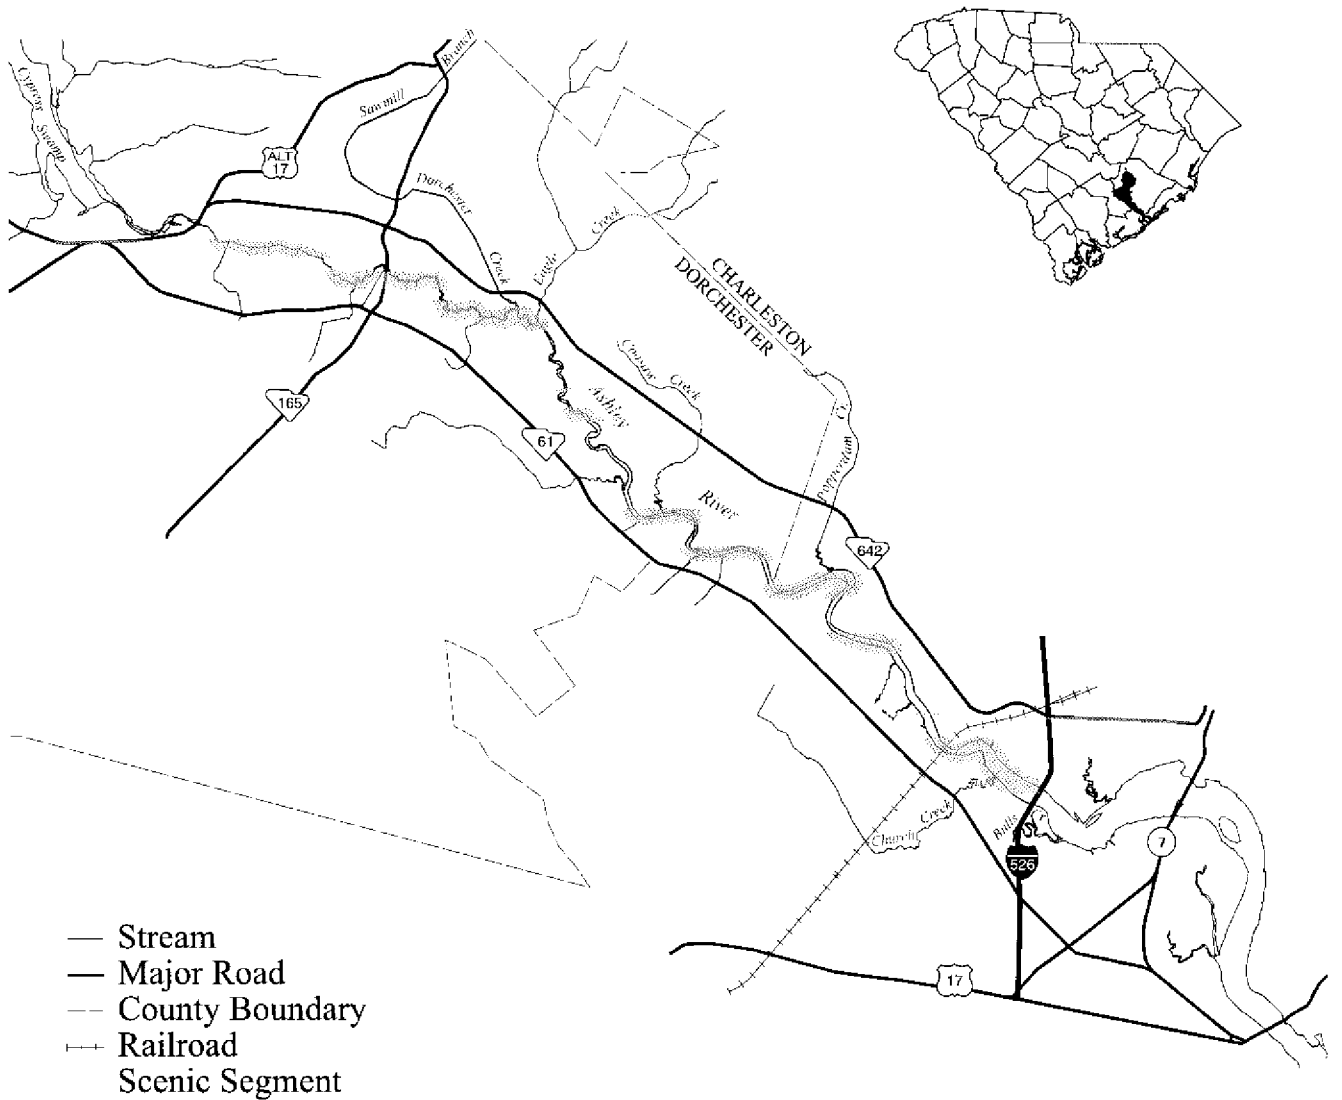 Branch
Sawmill
Cypress
Swamp
ALT
17
Dorchester
Creek
Creek
Eagle
CHARLESTON
DORCHESTER
Coosaw
Creek
Ashley
165
61
Popperdam
C.
River
642
Creek
Church
Bulls
7
526
17
Stream
Major Road
County Boundary
Railroad
Scenic Segment